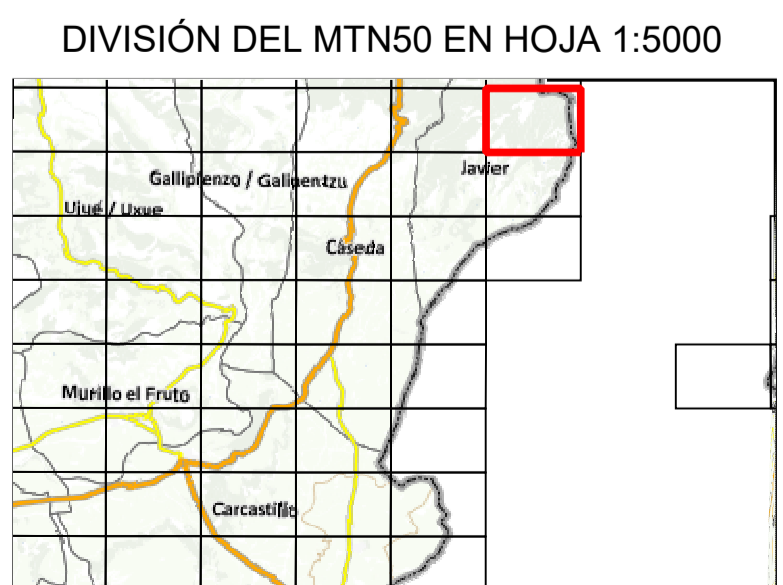 DIVISIÓN DEL MTN50 EN HOJA 1:5000
Javier
Gallipienzo / Galipentzu
Ujué / Uxue
Cáseda
Murillo el Fruto
Carcastillo